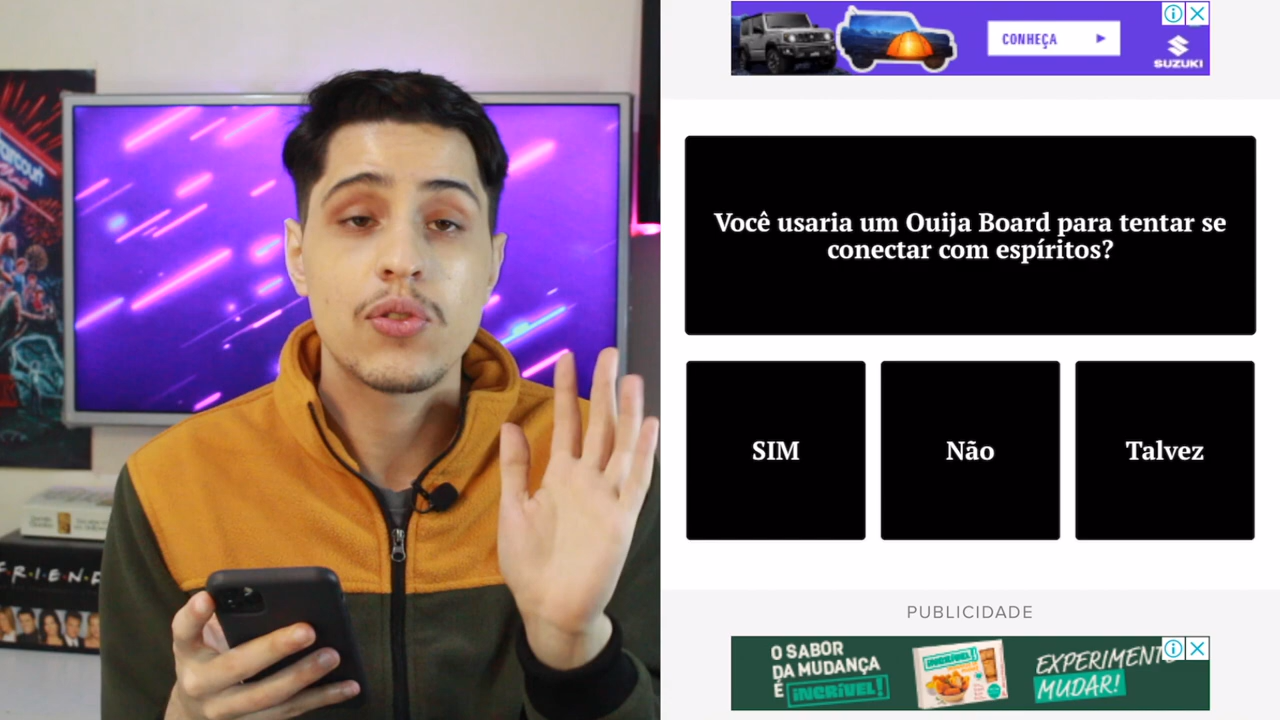 CONHEÇA
SUZUKI
Você usaria um Ouija Board para tentar se
conectar com espíritos?
SIM
Não
Talvez
PUBLICIDADE
O SABOR
DA MUDANÇA
É INCRÍVEL!
INCRÍVEL!
EXPERIMENTE
MUDAR!
F·R·I·E·N